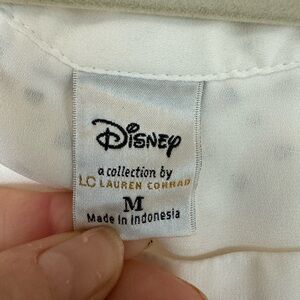 Disney
a collection by
LC LAUREN CONRAD
M
Made in Indonesia